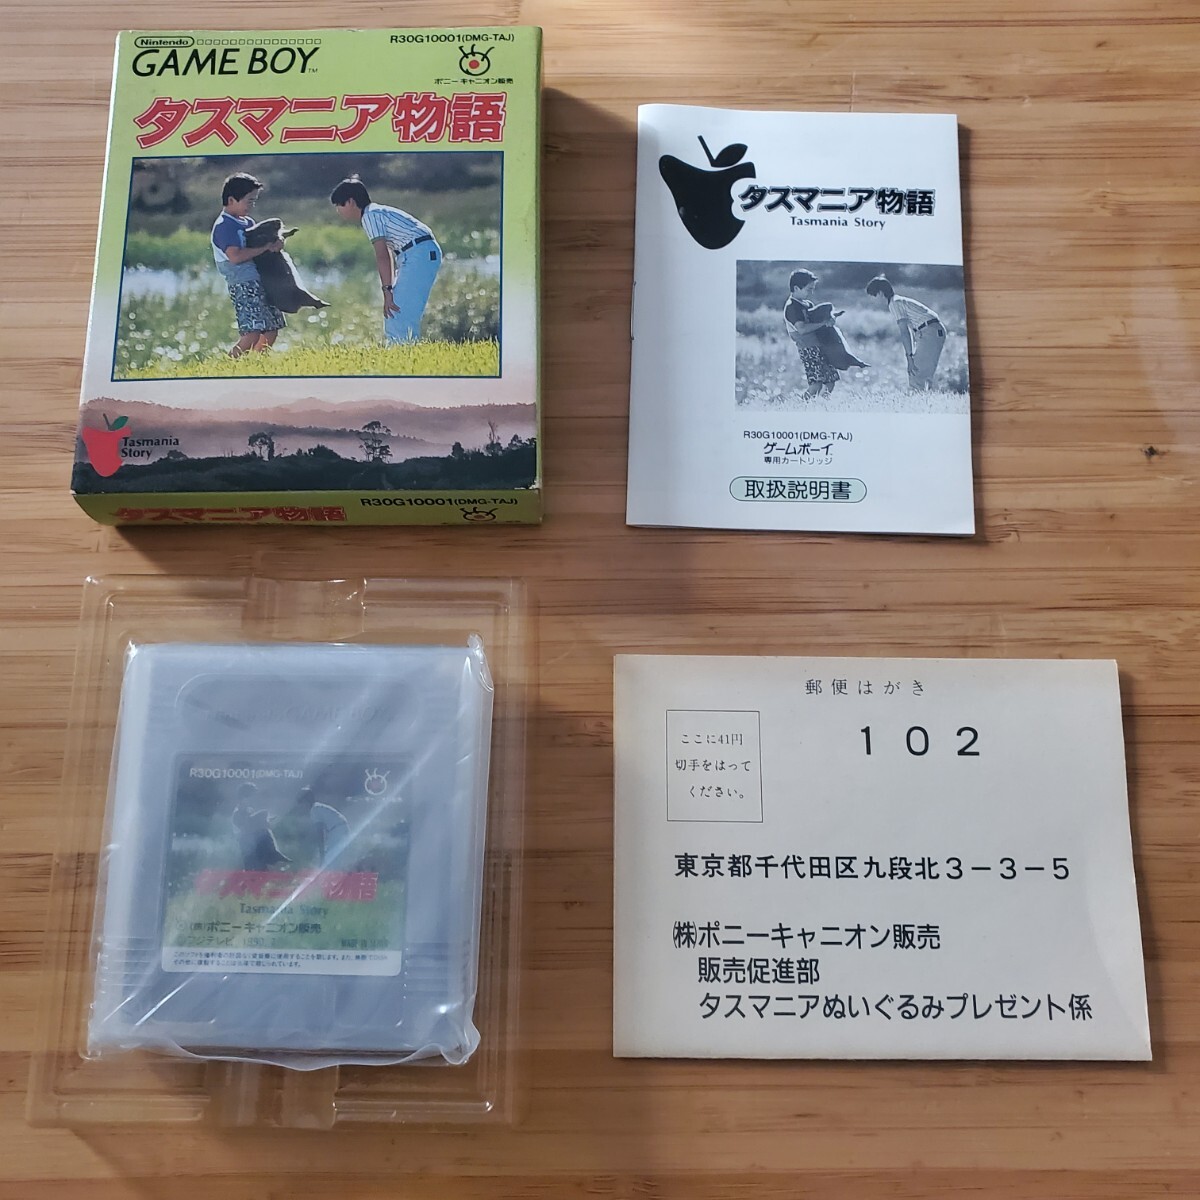 Nintendo
GAME BOY™
R30G10001(DMG-TAJ)
ポニーキャニオン販売
タスマニア物語
Tasmania
Story
タスマニア物語
R30G10001(DMG-TAJ)
タスマニア物語
Tasmania Story
R30G10001(DMG-TAJ)
ゲームボーイ
専用カートリッジ
取扱説明書
R30G10001(DMG-TAJ)
タスマニア物語
Tasmania Story
(株)ポニーキャニオン販売
フジテレビ 1990
MADE IN JAPAN
郵便はがき
ここに41円
切手をはって
ください。
102
東京都千代田区九段北3-3-5
㈱ポニーキャニオン販売
販売促進部
タスマニアぬいぐるみプレゼント係